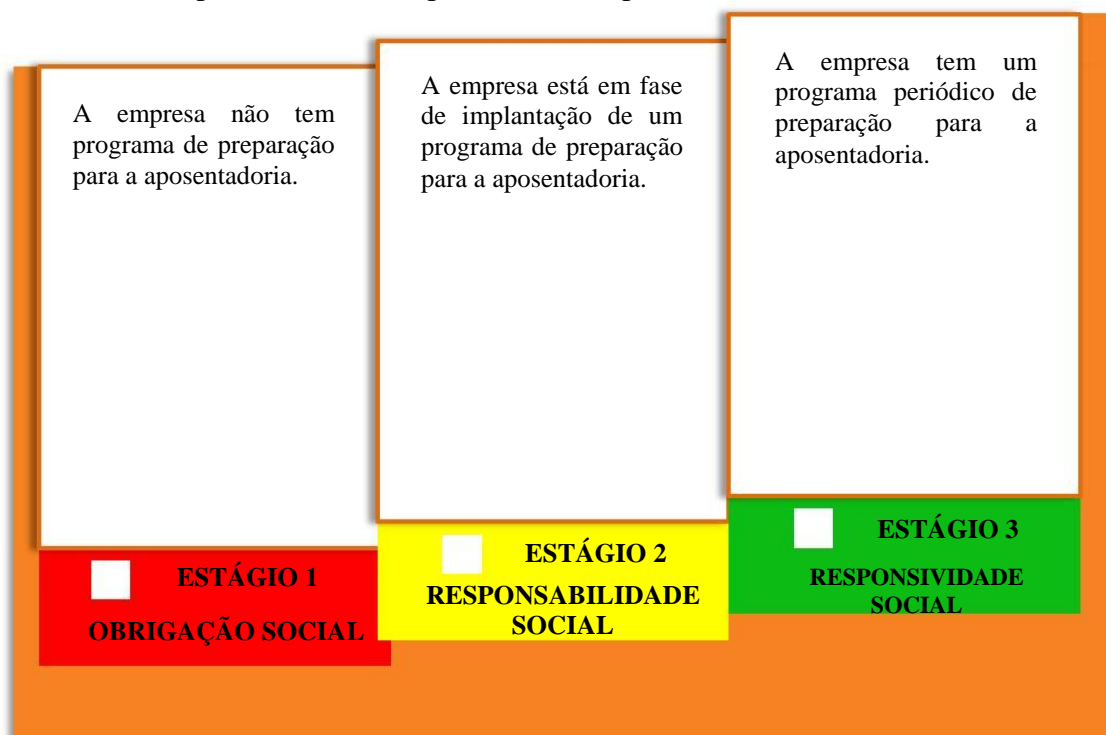 A empresa não tem
programa de preparação
para a aposentadoria.
A empresa está em fase
de implantação de um
programa de preparação
para a aposentadoria.
A empresa tem um
programa periódico de
preparação para a
aposentadoria.
ESTÁGIO 1
OBRIGAÇÃO SOCIAL
ESTÁGIO 2
RESPONSABILIDADE
SOCIAL
ESTÁGIO 3
RESPONSIVIDADE
SOCIAL